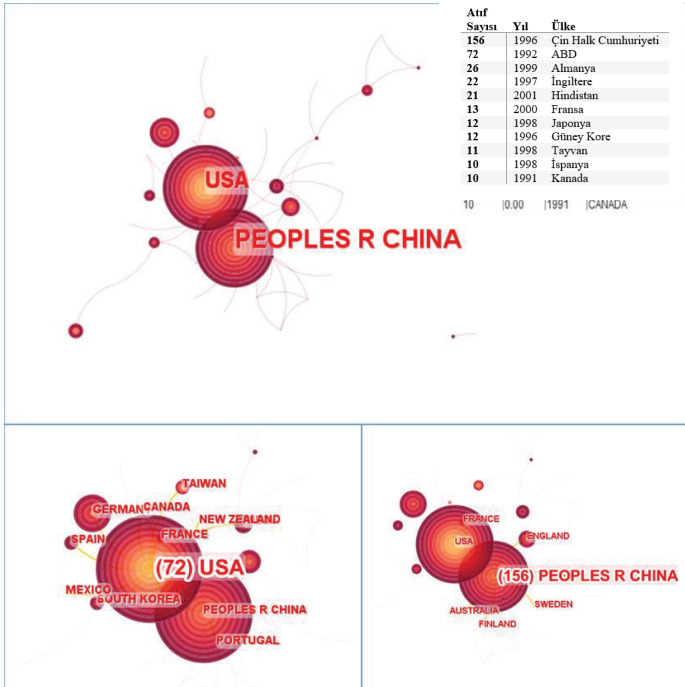 Atıf
Sayısı Yıl Ülke
156 1996 Çin Halk Cumhuriyeti
72 1992 ABD
26 1999 Almanya
22 1997 İngiltere
21 2001 Hindistan
13 2000 Fransa
12 1998 Japonya
12 1996 Güney Kore
11 1998 Tayvan
10 1998 İspanya
10 1991 Kanada
10 |0.00 |1991 |CANADA
USA
PEOPLES R CHINA
TAIWAN
GERMAN CANADA
NEW ZEALAND
SPAIN
FRANCE
(72) USA
MEXICO
SOUTH KOREA
PEOPLES R CHINA
PORTUGAL
FRANCE
USA
ENGLAND
(156) PEOPLES R CHINA
AUSTRALIA
SWEDEN
FINLAND